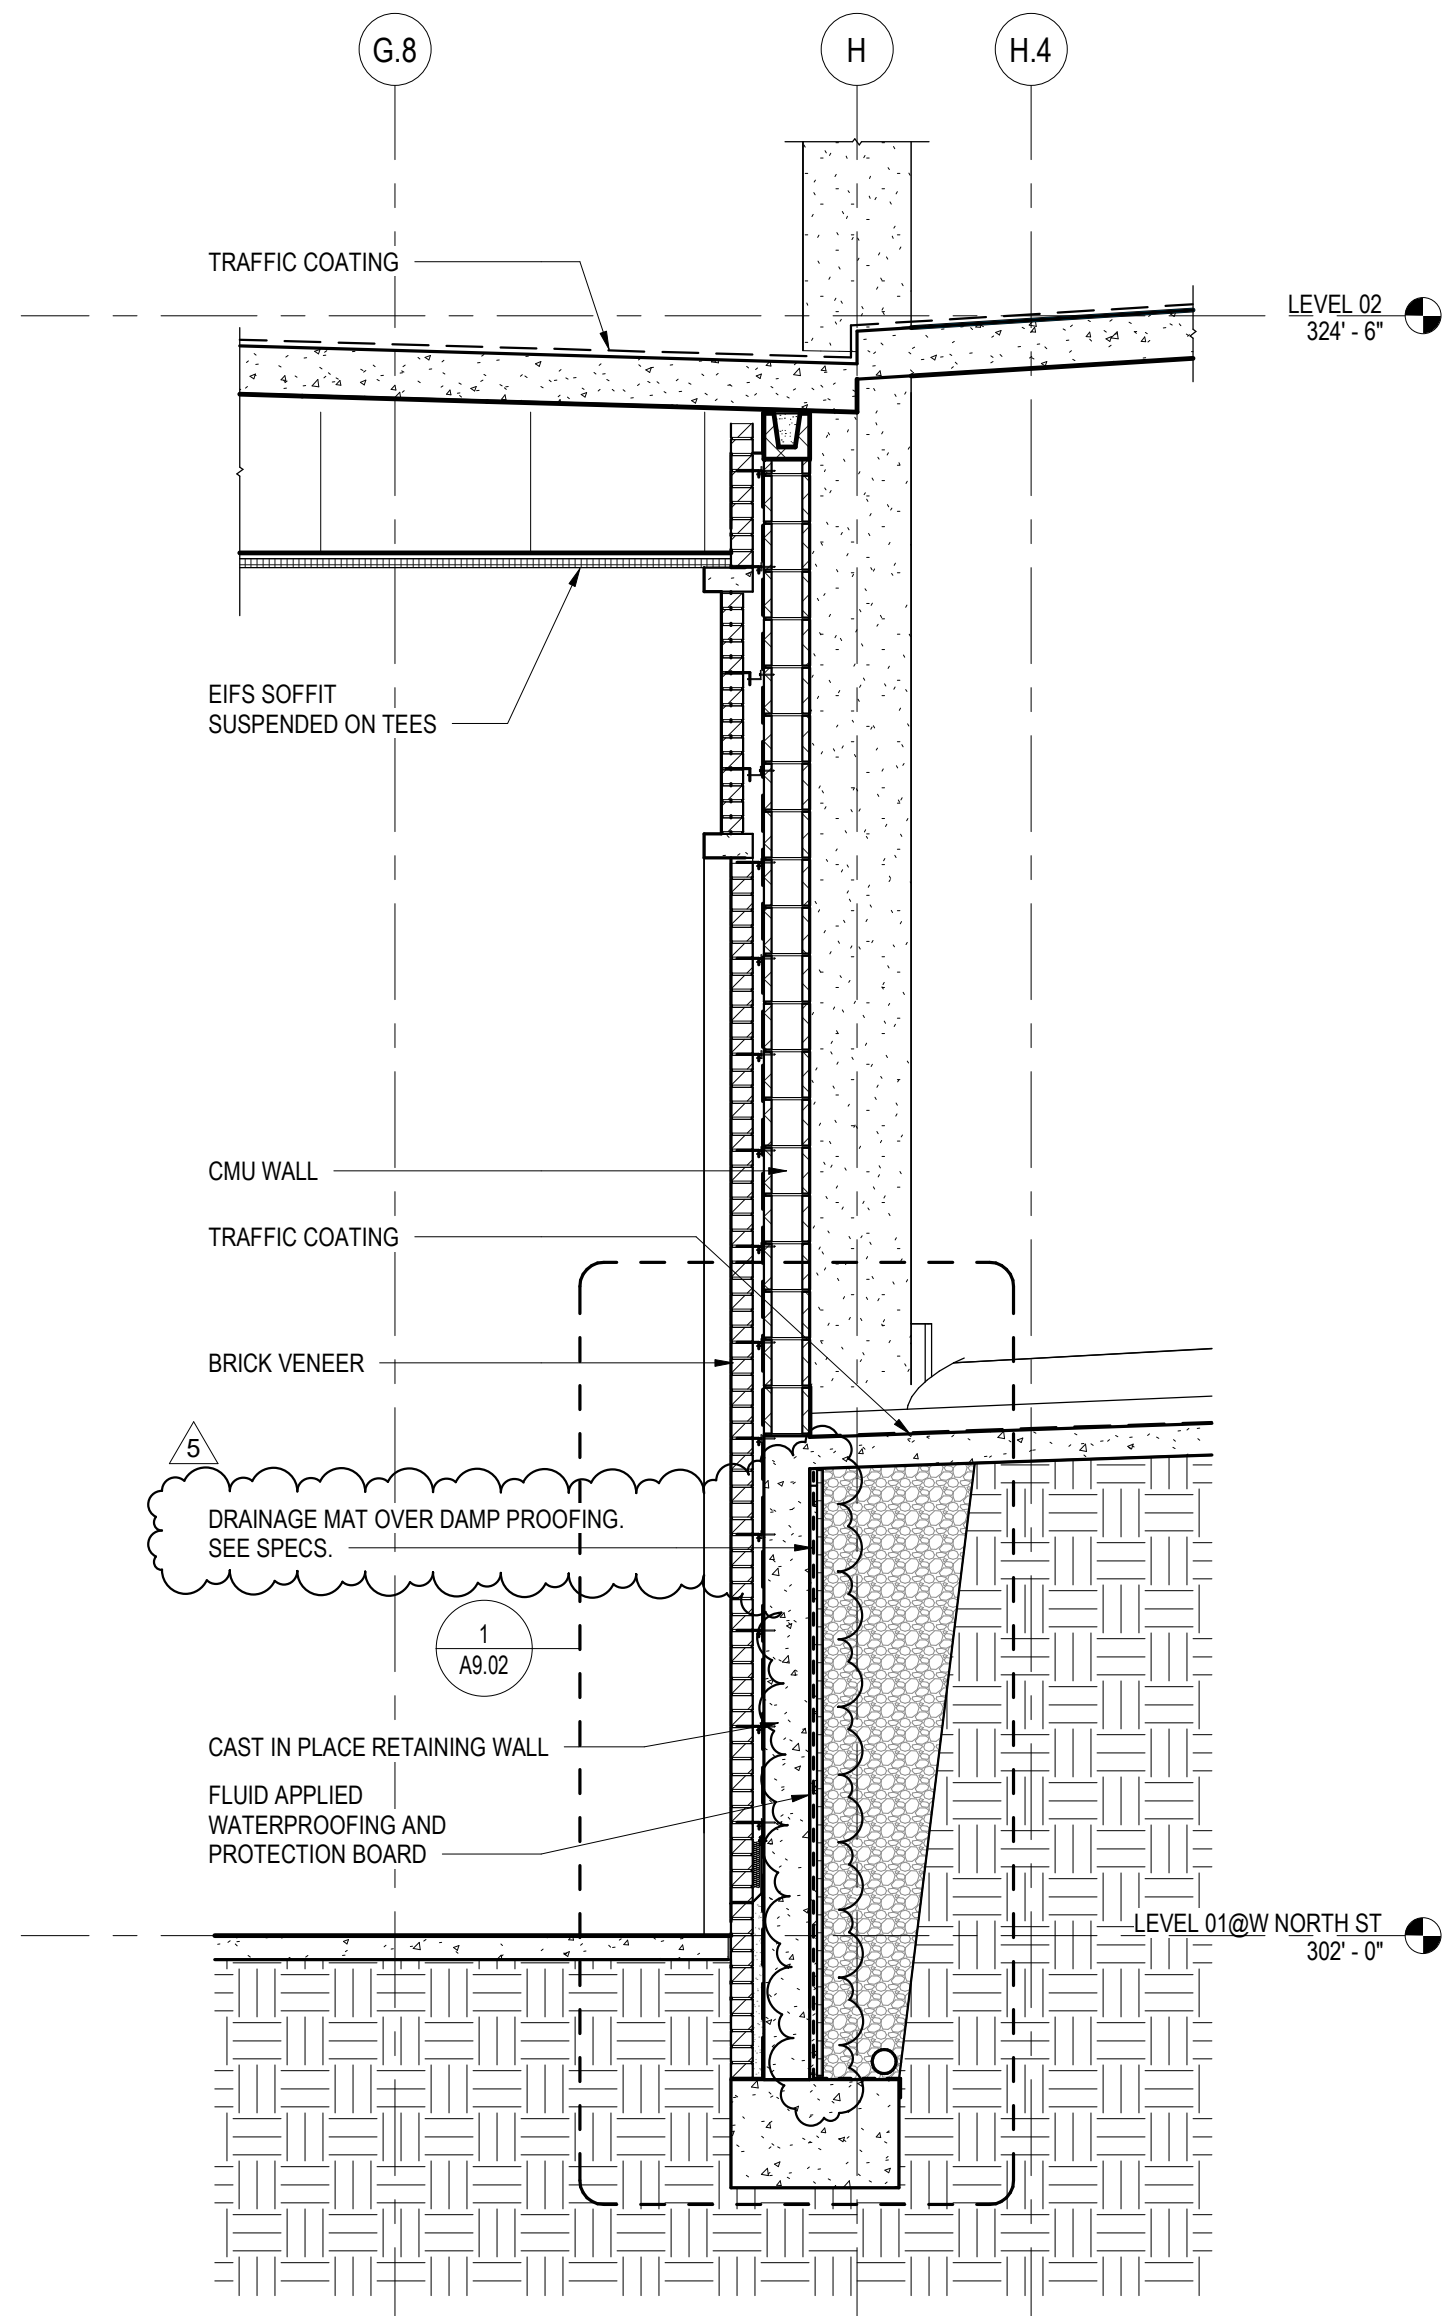 G.8
H
H.4
TRAFFIC COATING
LEVEL 02
324' - 6"
EIFS SOFFIT
SUSPENDED ON TEES
CMU WALL
TRAFFIC COATING
BRICK VENEER
5
DRAINAGE MAT OVER DAMP PROOFING.
SEE SPECS.
1
A9.02
CAST IN PLACE RETAINING WALL
FLUID APPLIED
WATERPROOFING AND
PROTECTION BOARD
LEVEL 01@W NORTH ST
302' - 0"